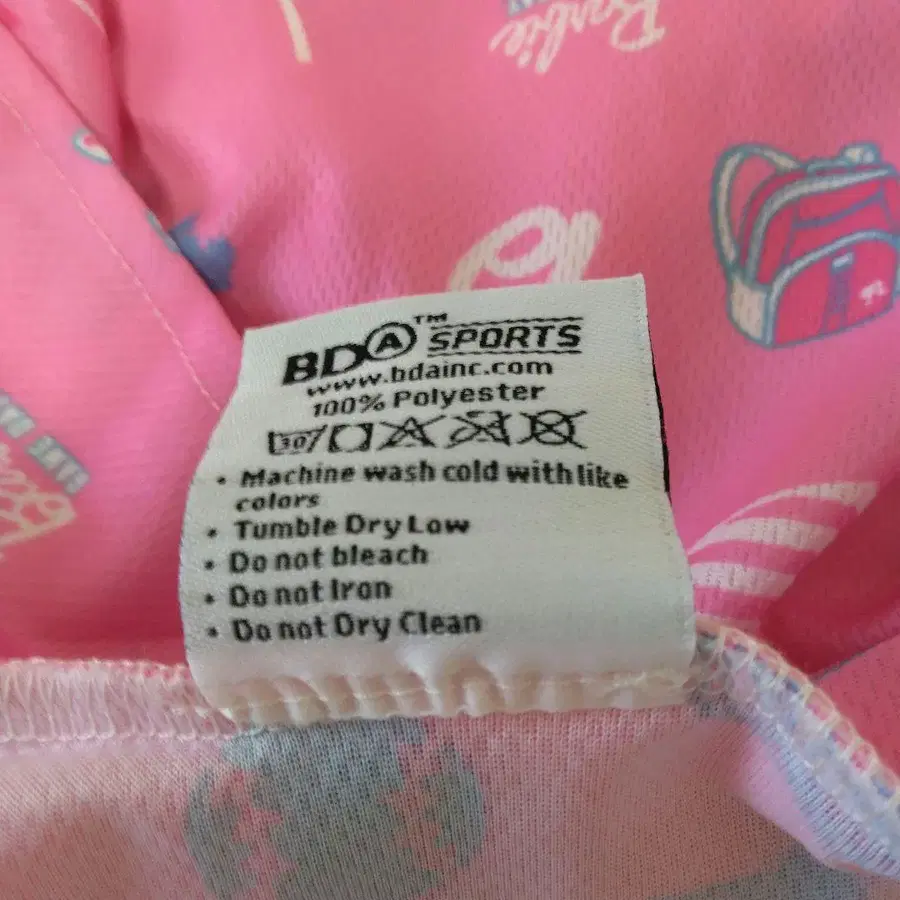 Barbie
BDA™ SPORTS
www.bdainc.com
100% Polyester
30
• Machine wash cold with like
colors
• Tumble Dry Low
• Do not bleach
• Do not Iron
• Do not Dry Clean